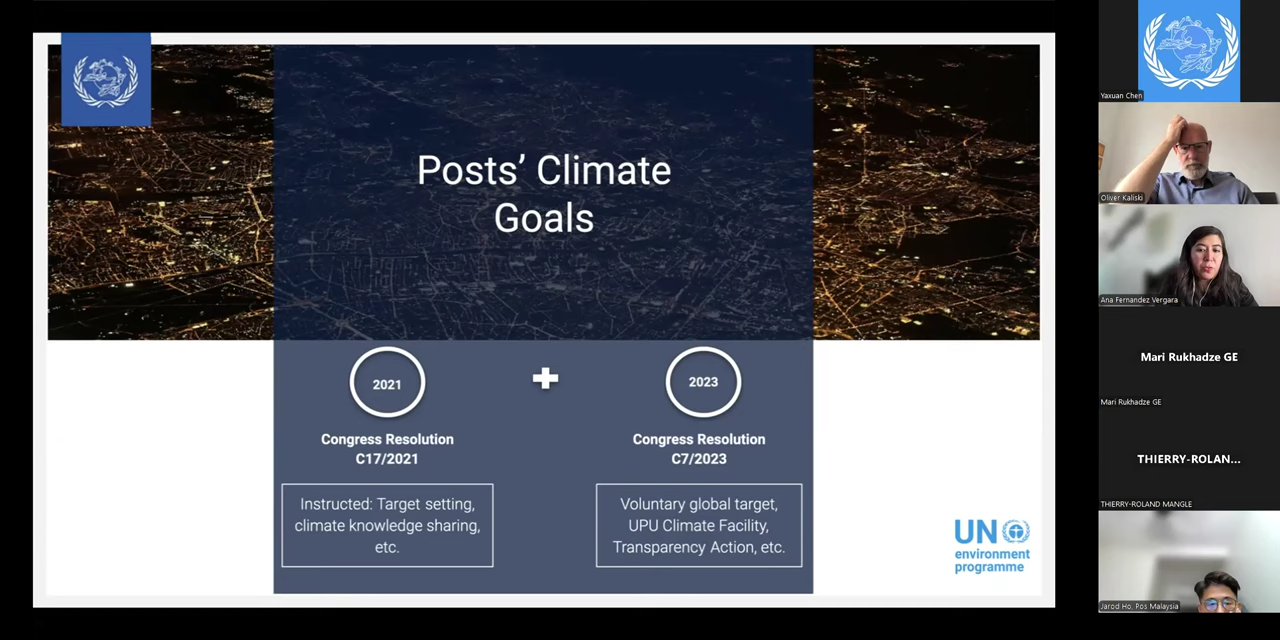 Posts’ Climate
Goals
2021
2023
Congress Resolution
C17/2021
Congress Resolution
C7/2023
Instructed: Target setting,
climate knowledge sharing,
etc.
Voluntary global target,
UPU Climate Facility,
Transparency Action, etc.
UN
environment
programme
Yaxuan Chen
Oliver Kaliski
Ana Fernandez Vergara
Mari Rukhadze GE
Mari Rukhadze GE
THIERRY-ROLAN...
THIERRY-ROLAND MANGLE
Jarod Ho, Pos Malaysia